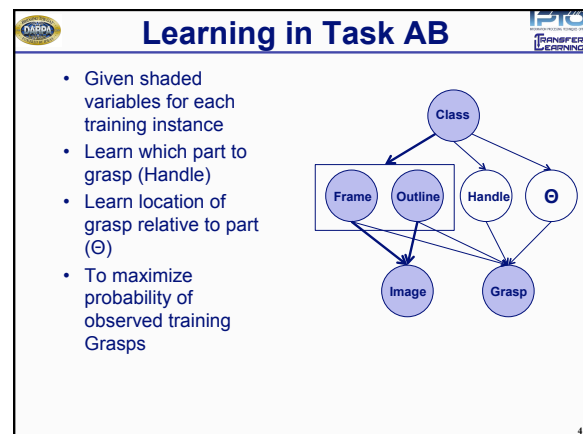 Learning in Task AB
DARPA
IPTO
TRANSFER
LEARNING
• Given shaded
variables for each
training instance
• Learn which part to
grasp (Handle)
• Learn location of
grasp relative to part
(Θ)
• To maximize
probability of
observed training
Grasps
Class
Frame Outline Handle Θ
Image Grasp
4